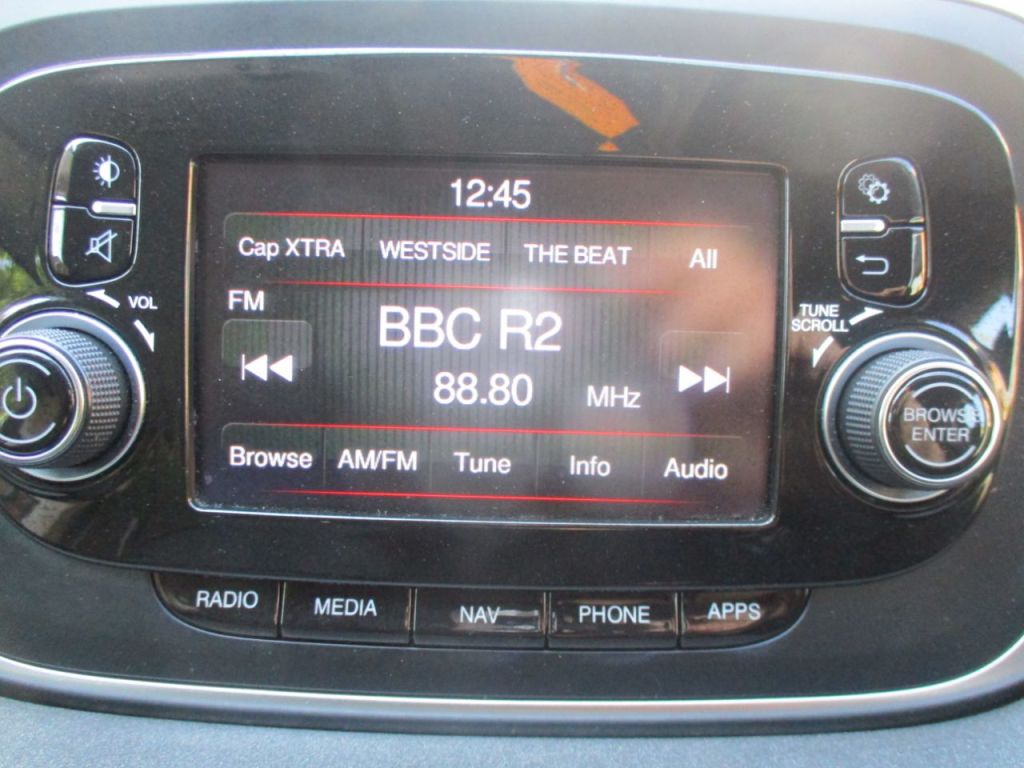 12:45
Cap XTRA WESTSIDE THE BEAT All
VOL
FM
TUNE
SCROLL
BBC R2
88.80 MHz
BROWSE
ENTER
Browse AM/FM Tune Info Audio
RADIO MEDIA NAV PHONE APPS